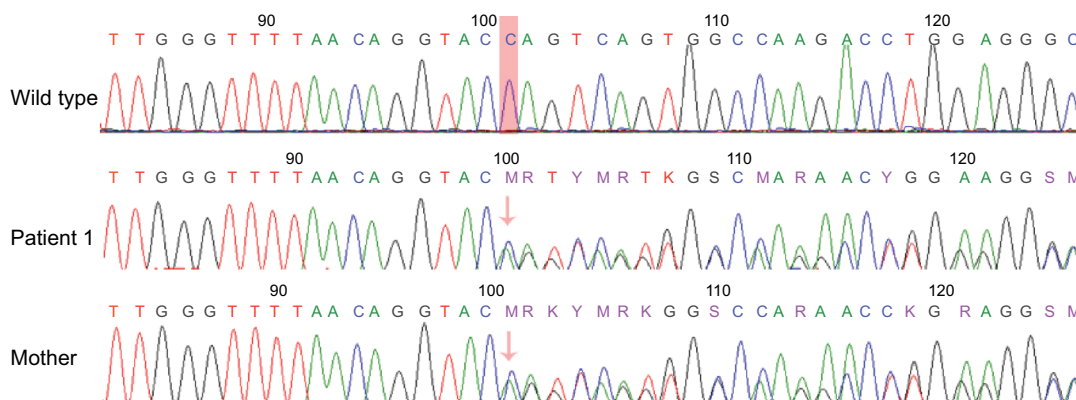 90 100 110 120
T T G G G T T T T A A C A G G T A C C A G T C A G T G G C C A A G A C C T G G A G G G C
Wild type
90 100 110 120
T T G G G T T T T A A C A G G T A C M R T Y M R T K G S C M A R A A C Y G G A A G G S M
Patient 1
90 100 110 120
T T G G G T T T T A A C A G G T A C M R K Y M R K G G S C C A R A A C C K G R A G G S M
Mother